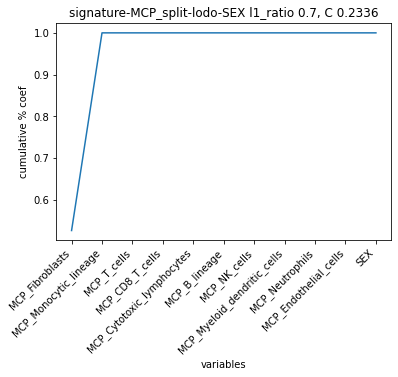 signature-MCP_split-lodo-SEX l1_ratio 0.7, C 0.2336
cumulative % coef
1.0
0.9
0.8
0.7
0.6
MCP_Fibroblasts
MCP_Monocytic_lineage
MCP_T_cells
MCP_CD8_T_cells
MCP_Cytotoxic_lymphocytes
MCP_B_lineage
MCP_NK_cells
MCP_Myeloid_dendritic_cells
MCP_Neutrophils
MCP_Endothelial_cells
SEX
variables